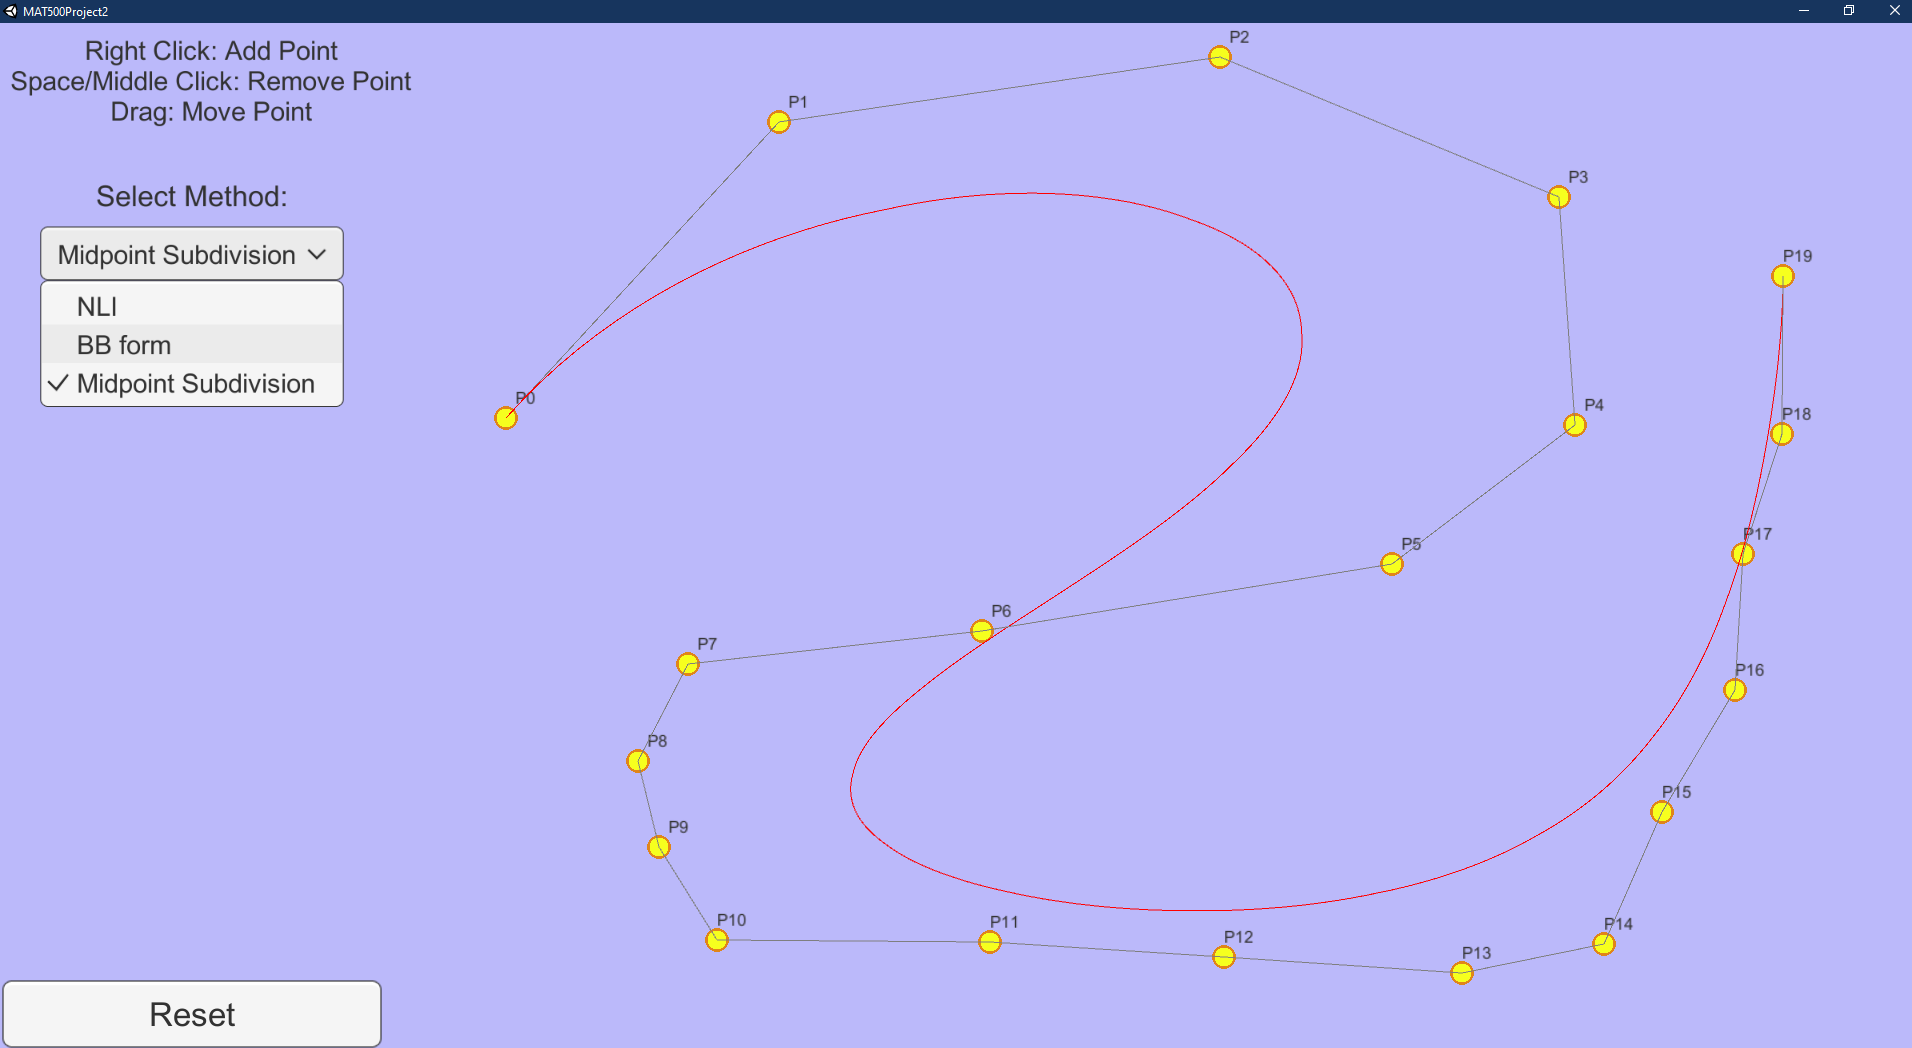 MAT500Project2
Right Click: Add Point
Space/Middle Click: Remove Point
Drag: Move Point
Select Method:
Midpoint Subdivision
NLI
BB form
Midpoint Subdivision
P0
P1
P2
P3
P4
P5
P6
P7
P8
P9
P10
P11
P12
P13
P14
P15
P16
P17
P18
P19
Reset